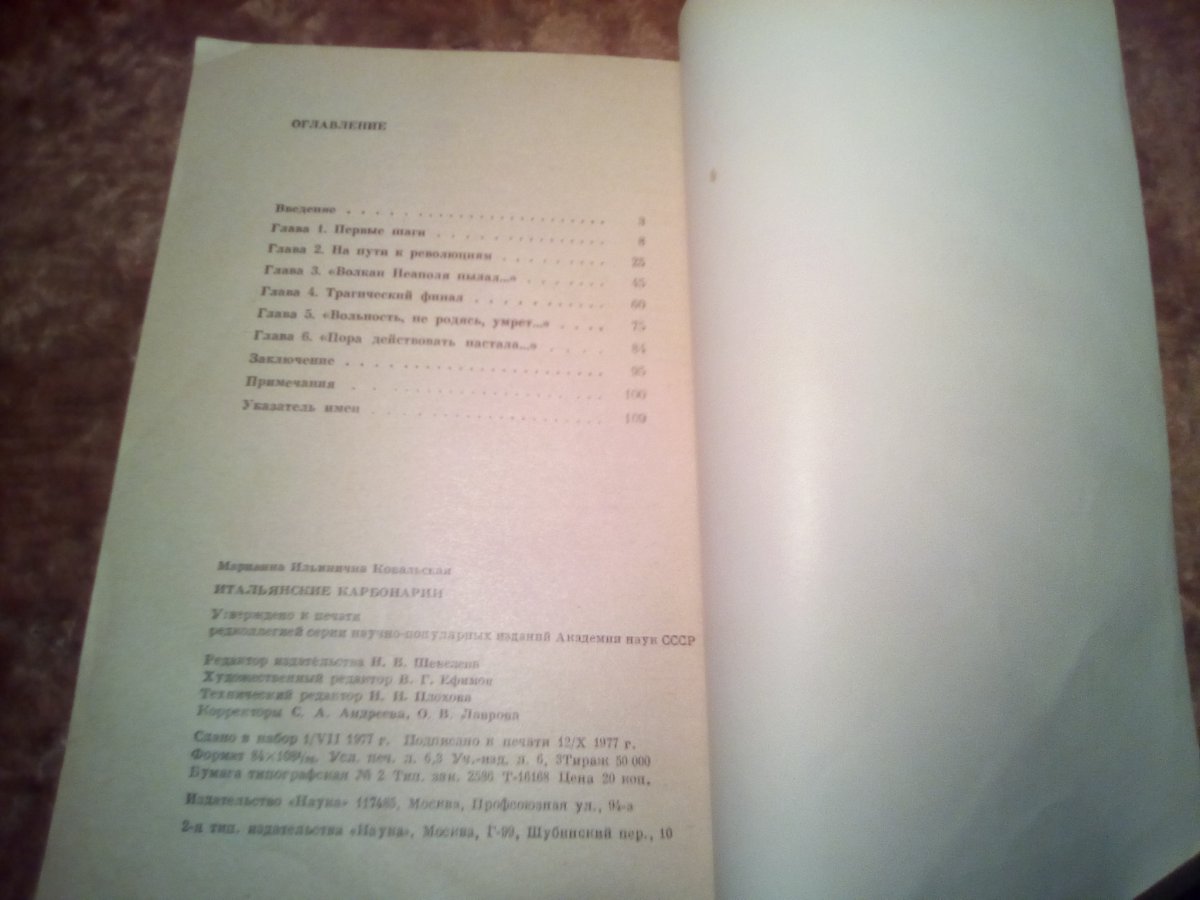 ОГЛАВЛЕНИЕ
Введение . . . . . . . . . . . . . . . . . . . . . . . . 3
Глава 1. Первые шаги . . . . . . . . . . . . . . . . . 8
Глава 2. На пути к революциям . . . . . . . . 25
Глава 3. «Волкан Неаполя пылал...» . . . . . . . 45
Глава 4. Трагический финал . . . . . . . . . . . 60
Глава 5. «Вольность, не родясь, умрет...» . . . . 75
Глава 6. «Пора действовать настала...» . . . . 84
Заключение . . . . . . . . . . . . . . . . . . . . . 95
Примечания . . . . . . . . . . . . . . . . . . . . 100
Указатель имен . . . . . . . . . . . . . . . . . . 109
Марианна Ильинична Ковальская
ИТАЛЬЯНСКИЕ КАРБОНАРИИ
Утверждено к печати
редколлегией серии научно-популярных изданий Академии наук СССР
Редактор издательства Шевелева
Художественный редактор В. Г. Ефимов
Технический редактор Плохова
Корректоры С. А. Андреева, О. В. Лаврова
Сдано в набор 1/VII 1977 г. Подписано к печати 12/X 1977 г.
Формат 84×108¹/₃₂. Усл. печ. л. 6,3 Уч.-изд. л. 6, 3Тираж 50 000
Бумага типографская № 2 Тип. зак. 2586 Т-16168 Цена 20 коп.
Издательство «Наука» 117485, Москва, Профсоюзная ул., 94-а
2-я тип. издательства «Наука», Москва, Г-99, Шубинский пер., 10